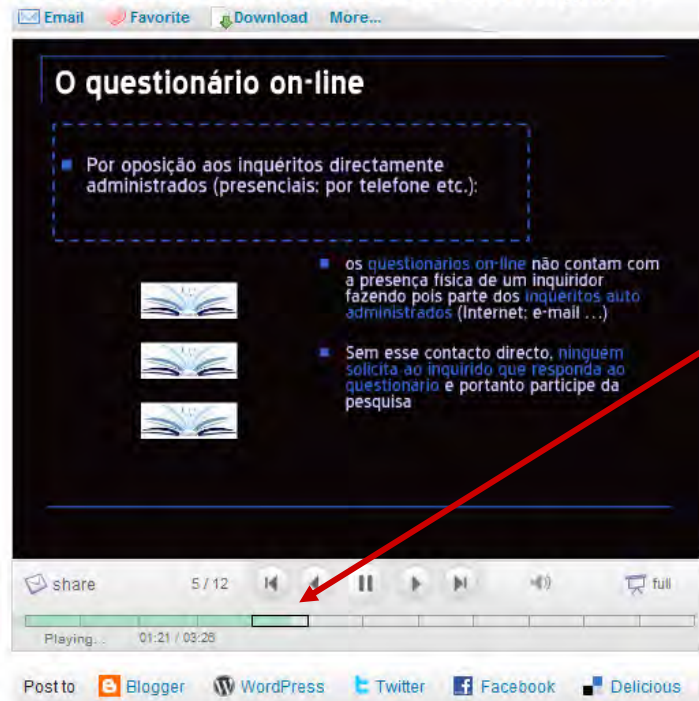 Email Favorite Download More...
O questionário on-line
Por oposição aos inquéritos directamente
administrados (presenciais: por telefone etc.):
os questionarios on-line não contam com
a presença física de um inquiridor
fazendo pois parte dos inquéritos auto
administrados (Internet: e-mail ...)
Sem esse contacto directo, ninguem
solicita ao inquirido que responda ao
questionario e portanto participe da
pesquisa
share 5 / 12 full
Playing... 01:21 / 03:26
Post to Blogger WordPress Twitter Facebook Delicious